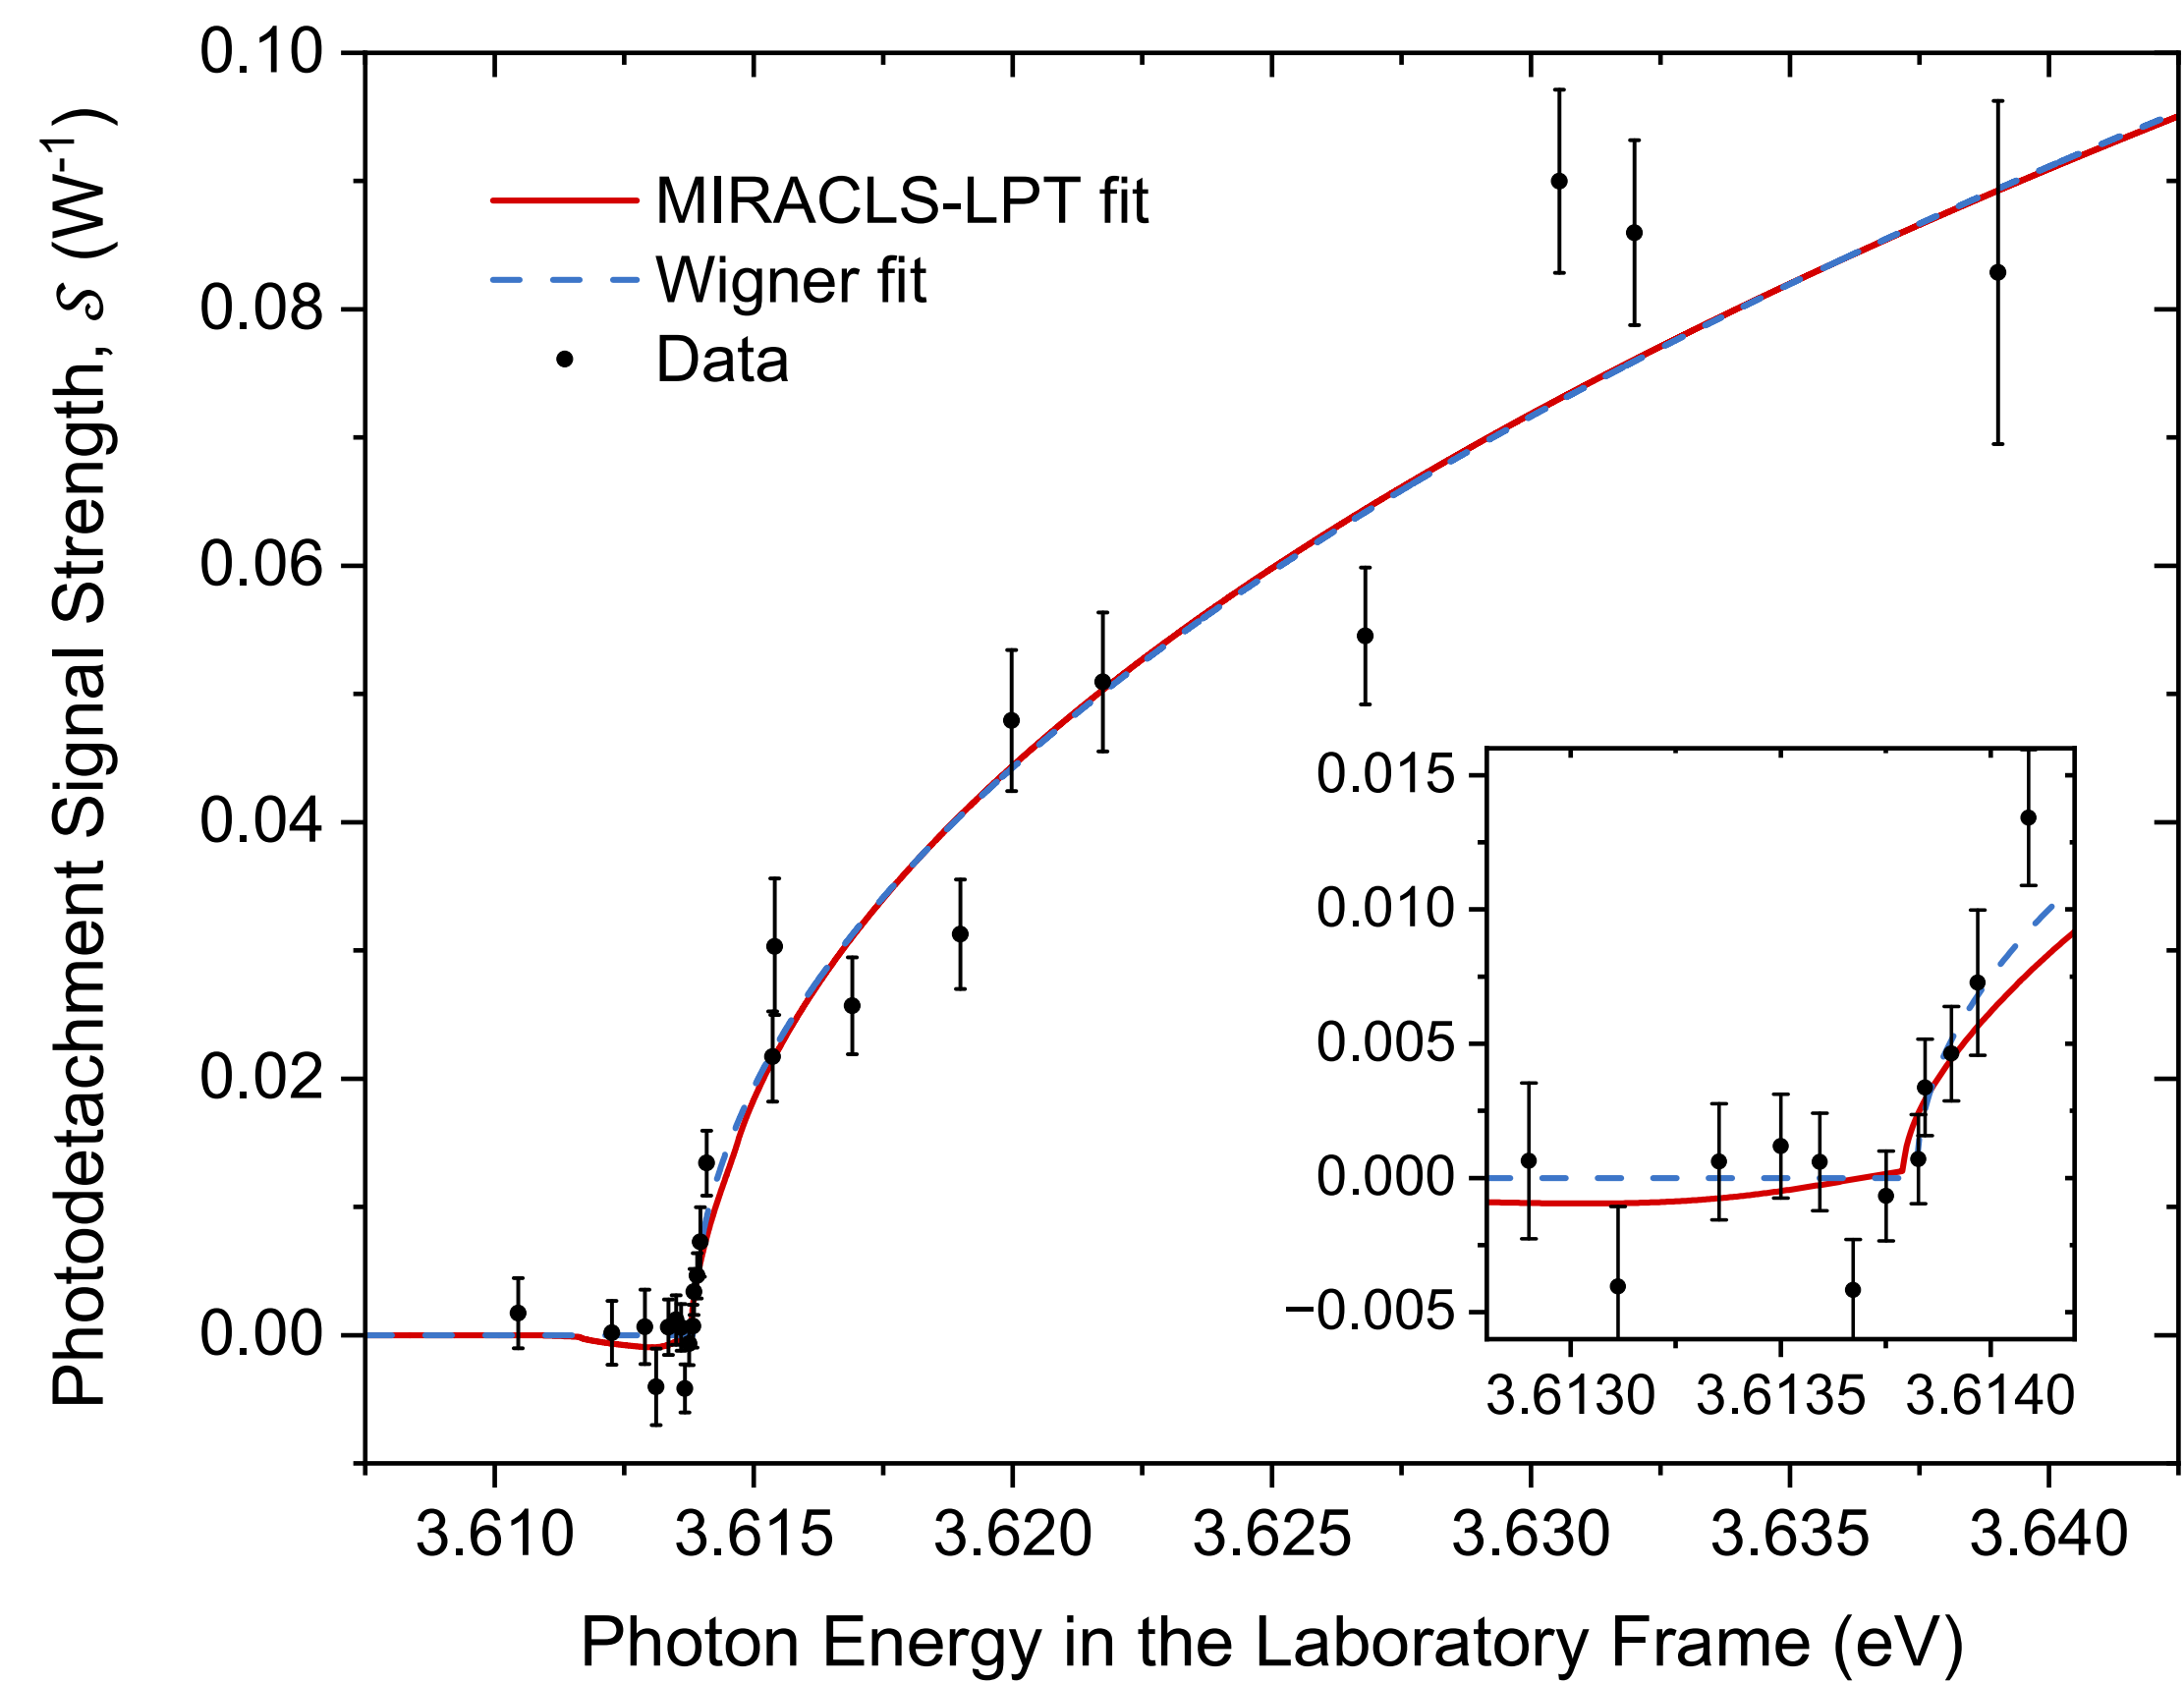 0.10
0.08
0.06
0.04
0.02
0.00
Photodetachment Signal Strength, s (W⁻¹)
MIRACLS-LPT fit
Wigner fit
Data
0.015
0.010
0.005
0.000
−0.005
3.6130 3.6135 3.6140
3.610 3.615 3.620 3.625 3.630 3.635 3.640
Photon Energy in the Laboratory Frame (eV)